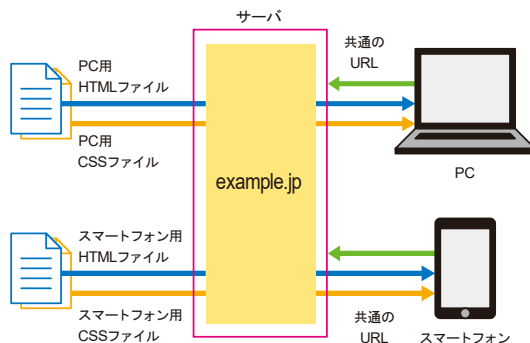 サーバ
PC用
HTMLファイル
共通の
URL
PC用
CSSファイル
PC
example.jp
スマートフォン用
HTMLファイル
スマートフォン用
CSSファイル
共通の
URL
スマートフォン